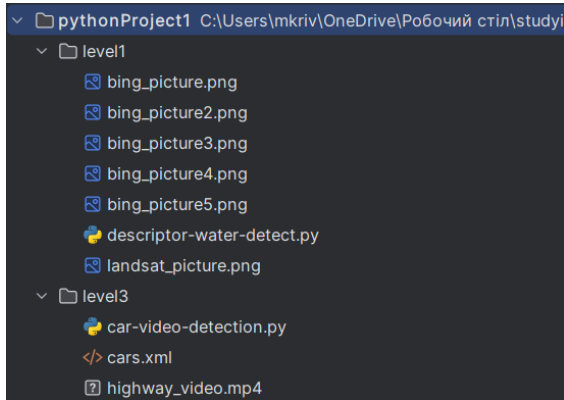 pythonProject1 C:\Users\mkriv\OneDrive\Робочий стіл\studyi
level1
bing_picture.png
bing_picture2.png
bing_picture3.png
bing_picture4.png
bing_picture5.png
descriptor-water-detect.py
landsat_picture.png
level3
car-video-detection.py
cars.xml
highway_video.mp4